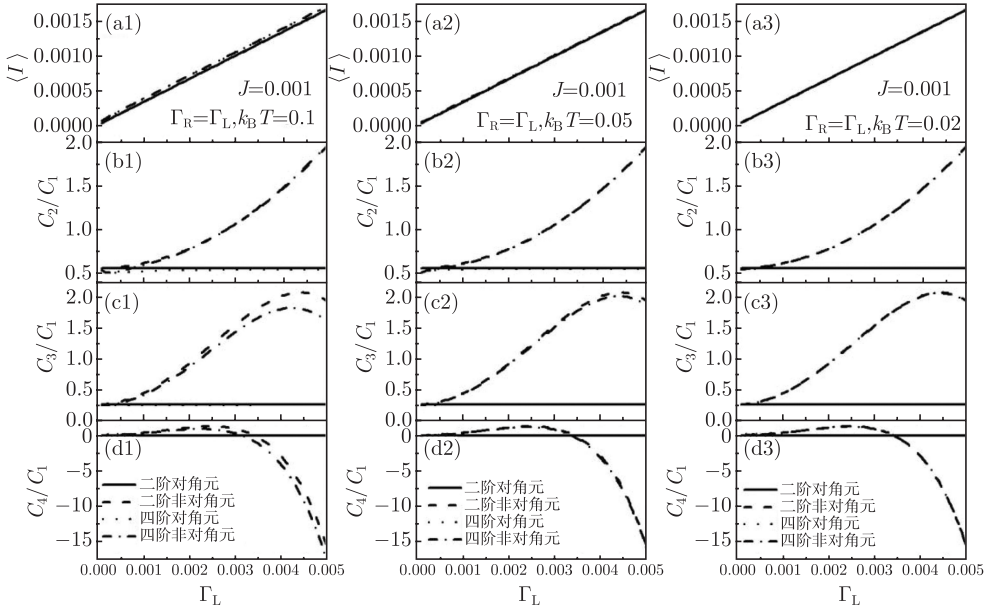 0.0015
0.0010
0.0005
0.0000
⟨I⟩
(a1)
J=0.001
Γ_R=Γ_L, k_B T=0.1
⟨I⟩
(a2)
J=0.001
Γ_R=Γ_L, k_B T=0.05
0.0015
0.0010
0.0005
0.0000
⟨I⟩
(a3)
J=0.001
Γ_R=Γ_L, k_B T=0.02
2.0
1.5
1.0
0.5
C_2/C_1
(b1)
2.0
1.5
1.0
0.5
C_2/C_1
(b2)
2.0
1.5
1.0
0.5
C_2/C_1
(b3)
2.0
1.5
1.0
0.5
0.0
C_3/C_1
(c1)
2.0
1.5
1.0
0.5
0.0
C_3/C_1
(c2)
2.0
1.5
1.0
0.5
0.0
C_3/C_1
(c3)
0
−5
−10
−15
C_4/C_1
(d1)
二阶对角元
二阶非对角元
四阶对角元
四阶非对角元
0
−5
−10
−15
C_4/C_1
(d2)
二阶对角元
二阶非对角元
四阶对角元
四阶非对角元
0
−5
−10
−15
C_4/C_1
(d3)
二阶对角元
二阶非对角元
四阶对角元
四阶非对角元
0.000 0.001 0.002 0.003 0.004 0.005
Γ_L
0.000 0.001 0.002 0.003 0.004 0.005
Γ_L
0.000 0.001 0.002 0.003 0.004 0.005
Γ_L